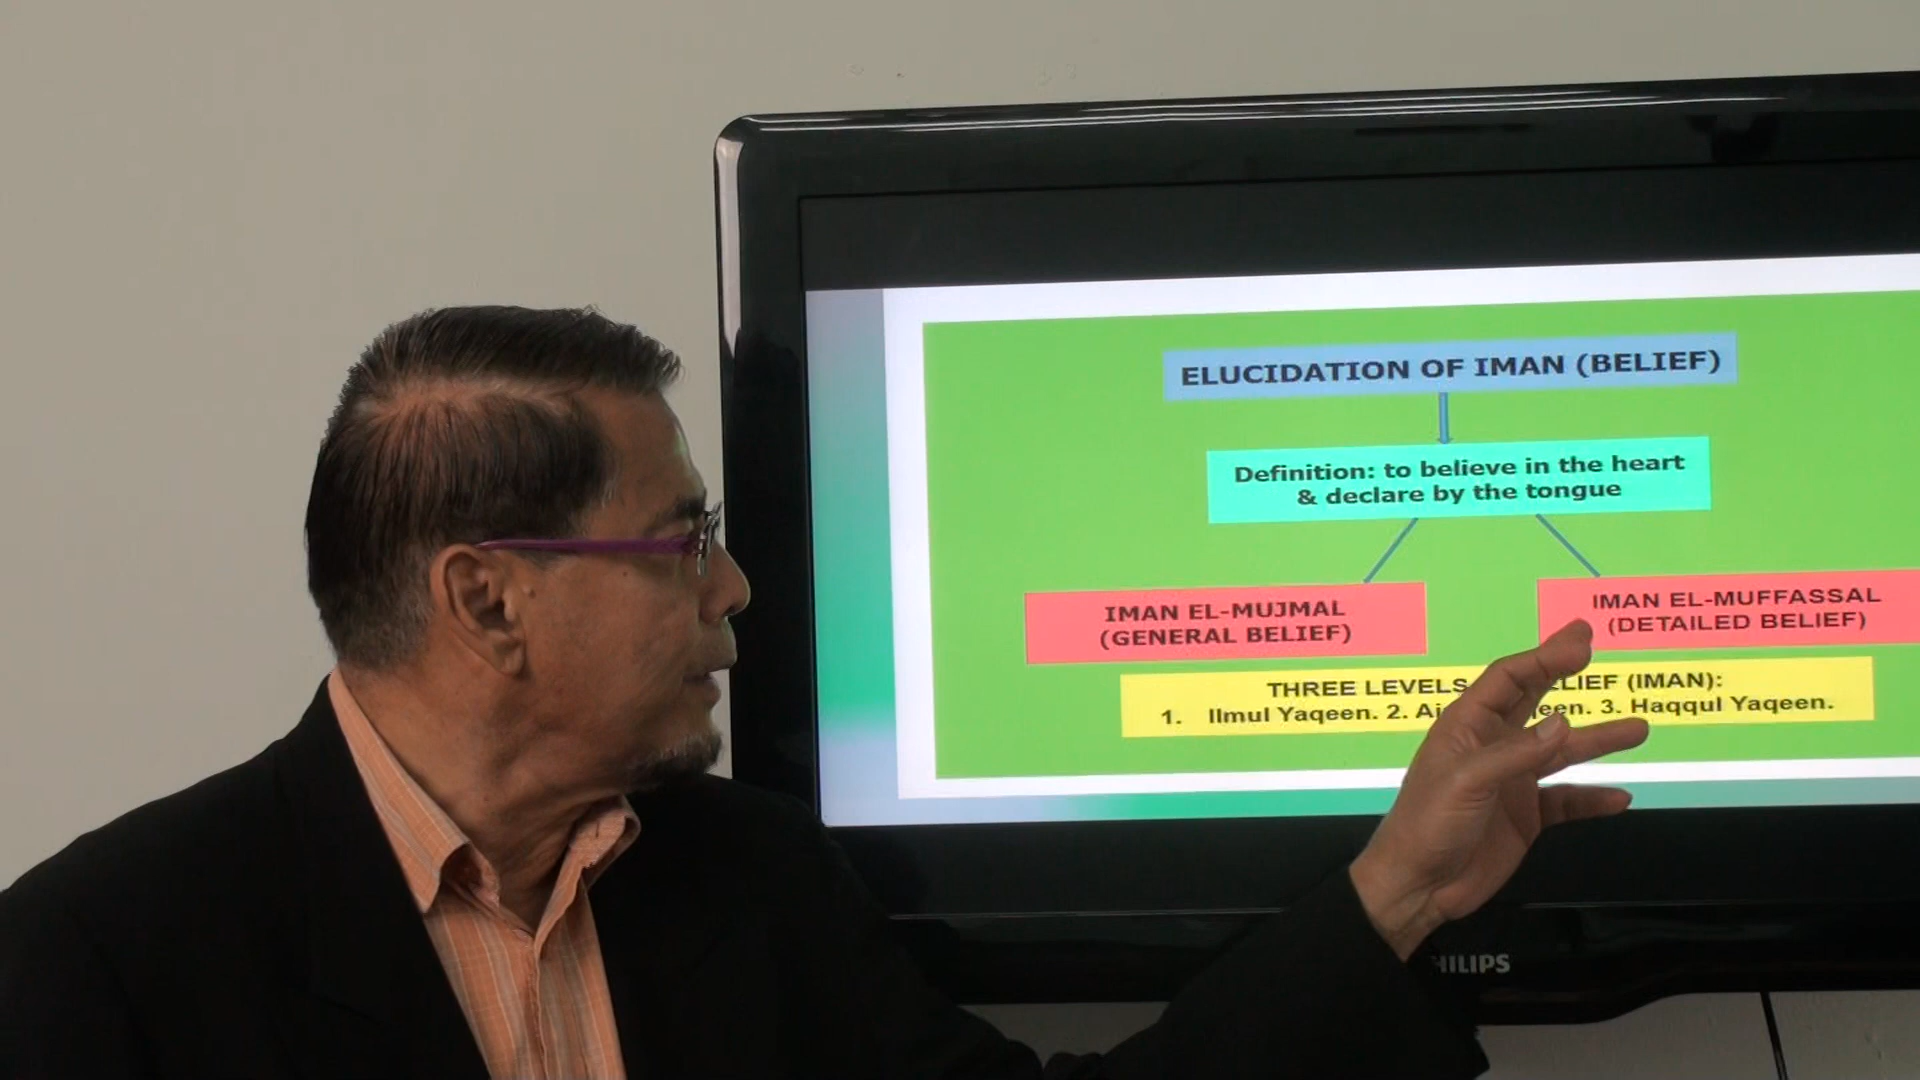 ELUCIDATION OF IMAN (BELIEF)
Definition: to believe in the heart
& declare by the tongue
IMAN EL-MUJMAL
(GENERAL BELIEF)
IMAN EL-MUFFASSAL
(DETAILED BELIEF)
THREE LEVELS (IMAN):
1. Ilmul Yaqeen. 2. 3. Haqqul Yaqeen.
HILIPS